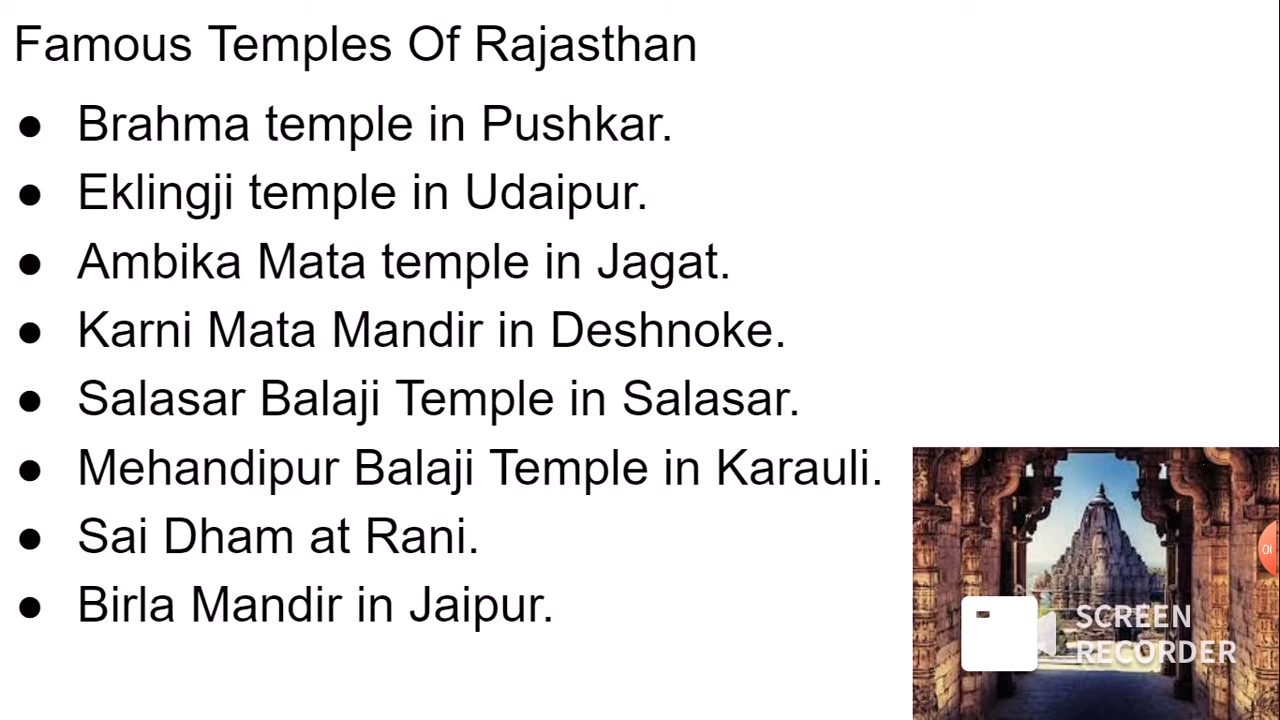 Famous Temples Of Rajasthan
● Brahma temple in Pushkar.
● Eklingji temple in Udaipur.
● Ambika Mata temple in Jagat.
● Karni Mata Mandir in Deshnoke.
● Salasar Balaji Temple in Salasar.
● Mehandipur Balaji Temple in Karauli.
● Sai Dham at Rani.
● Birla Mandir in Jaipur.
SCREEN
RECORDER